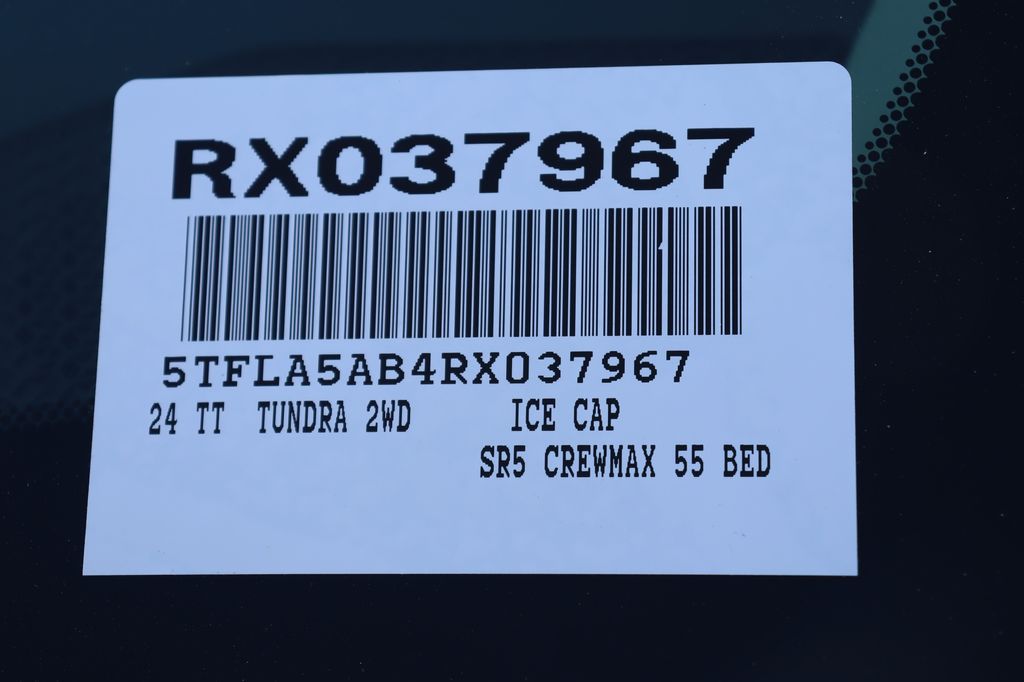 RX037967
5TFLA5AB4RX037967
24 TT TUNDRA 2WD ICE CAP
SR5 CREWMAX 55 BED